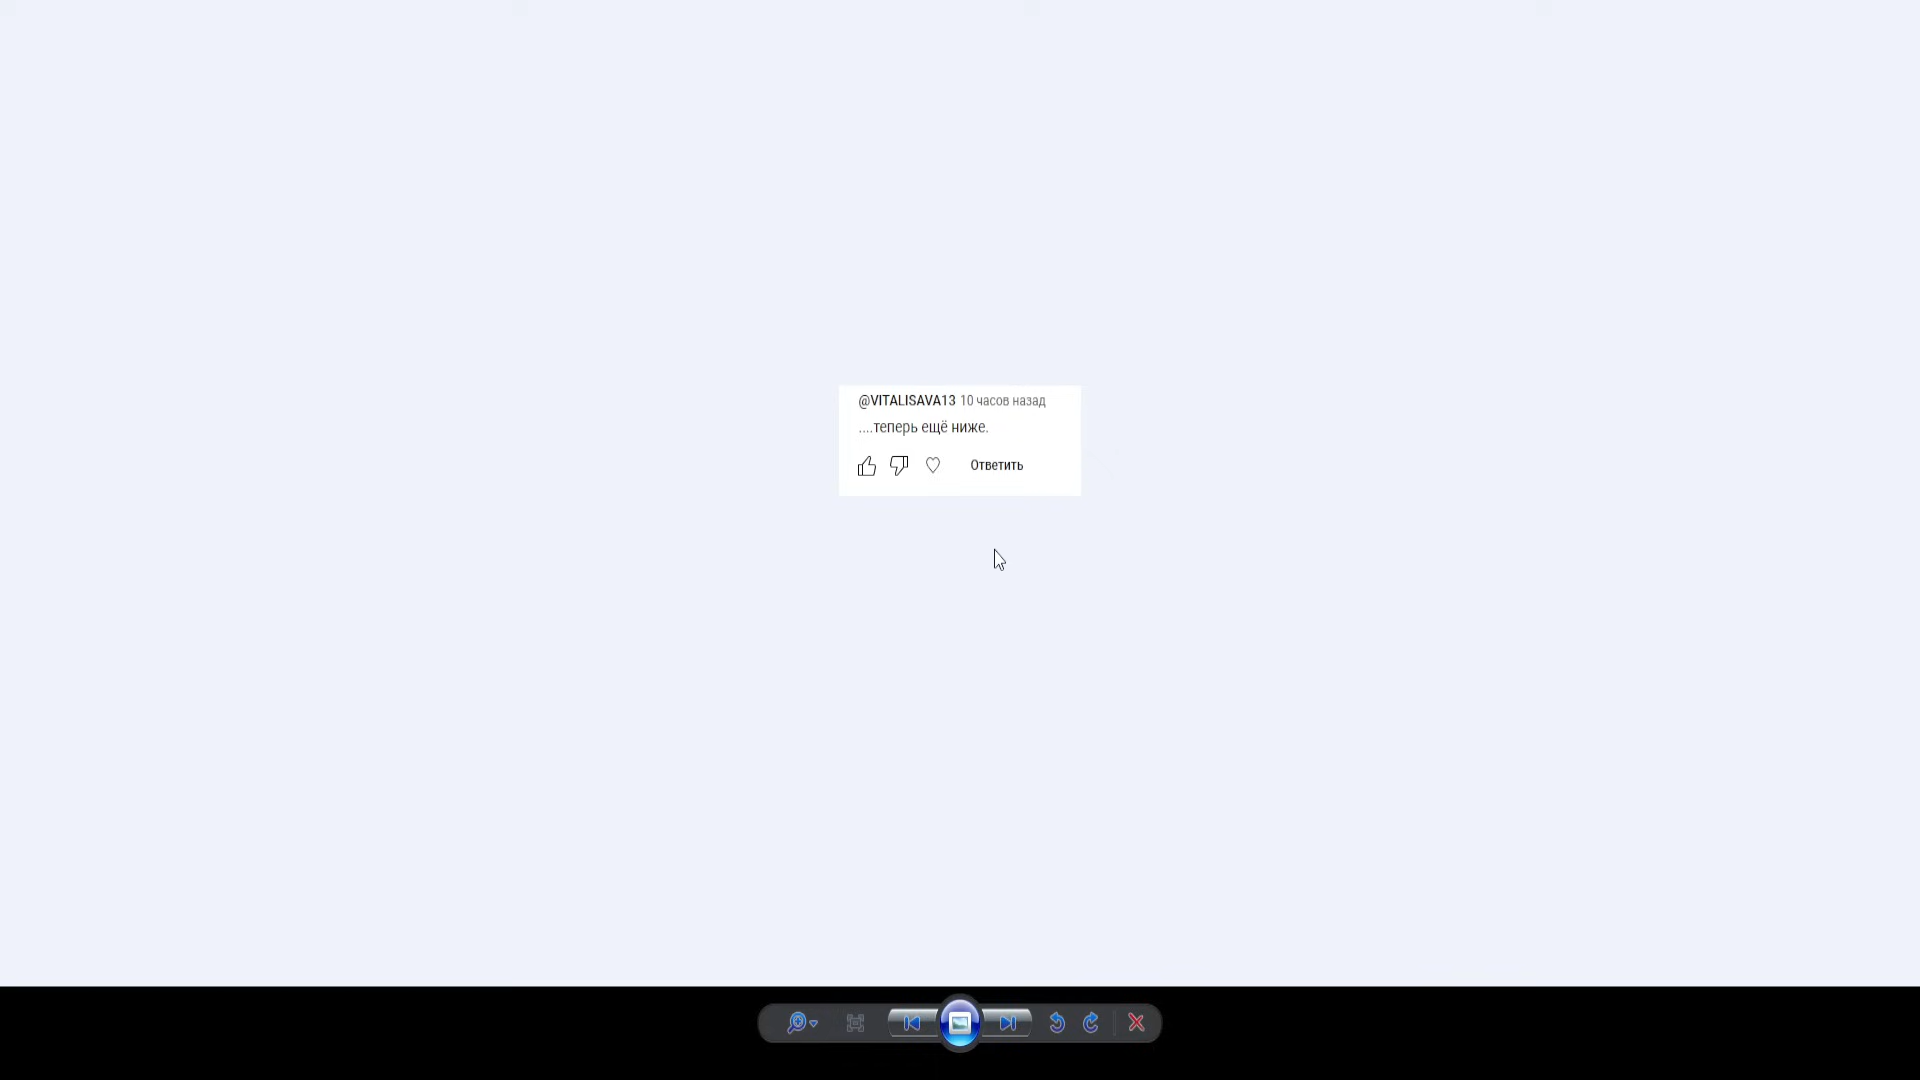 @VITALISAVA13 10 часов назад
....теперь ещё ниже.
Ответить